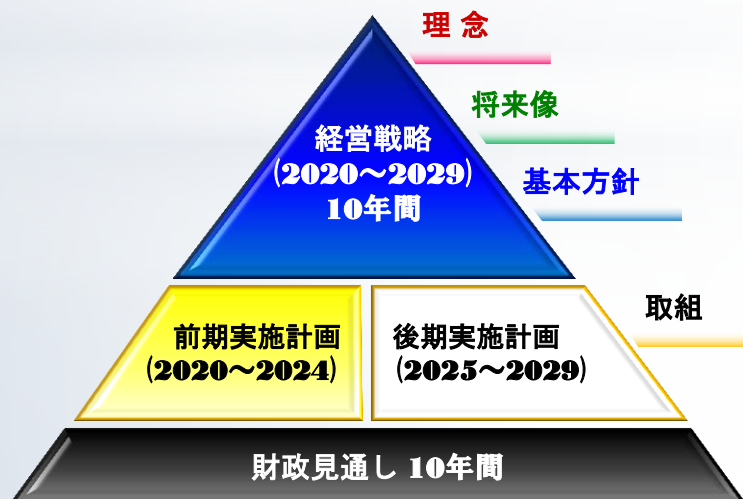 理念
将来像
経営戦略
(2020～2029)
10年間
基本方針
取組
前期実施計画
(2020～2024)
後期実施計画
(2025～2029)
財政見通し 10年間